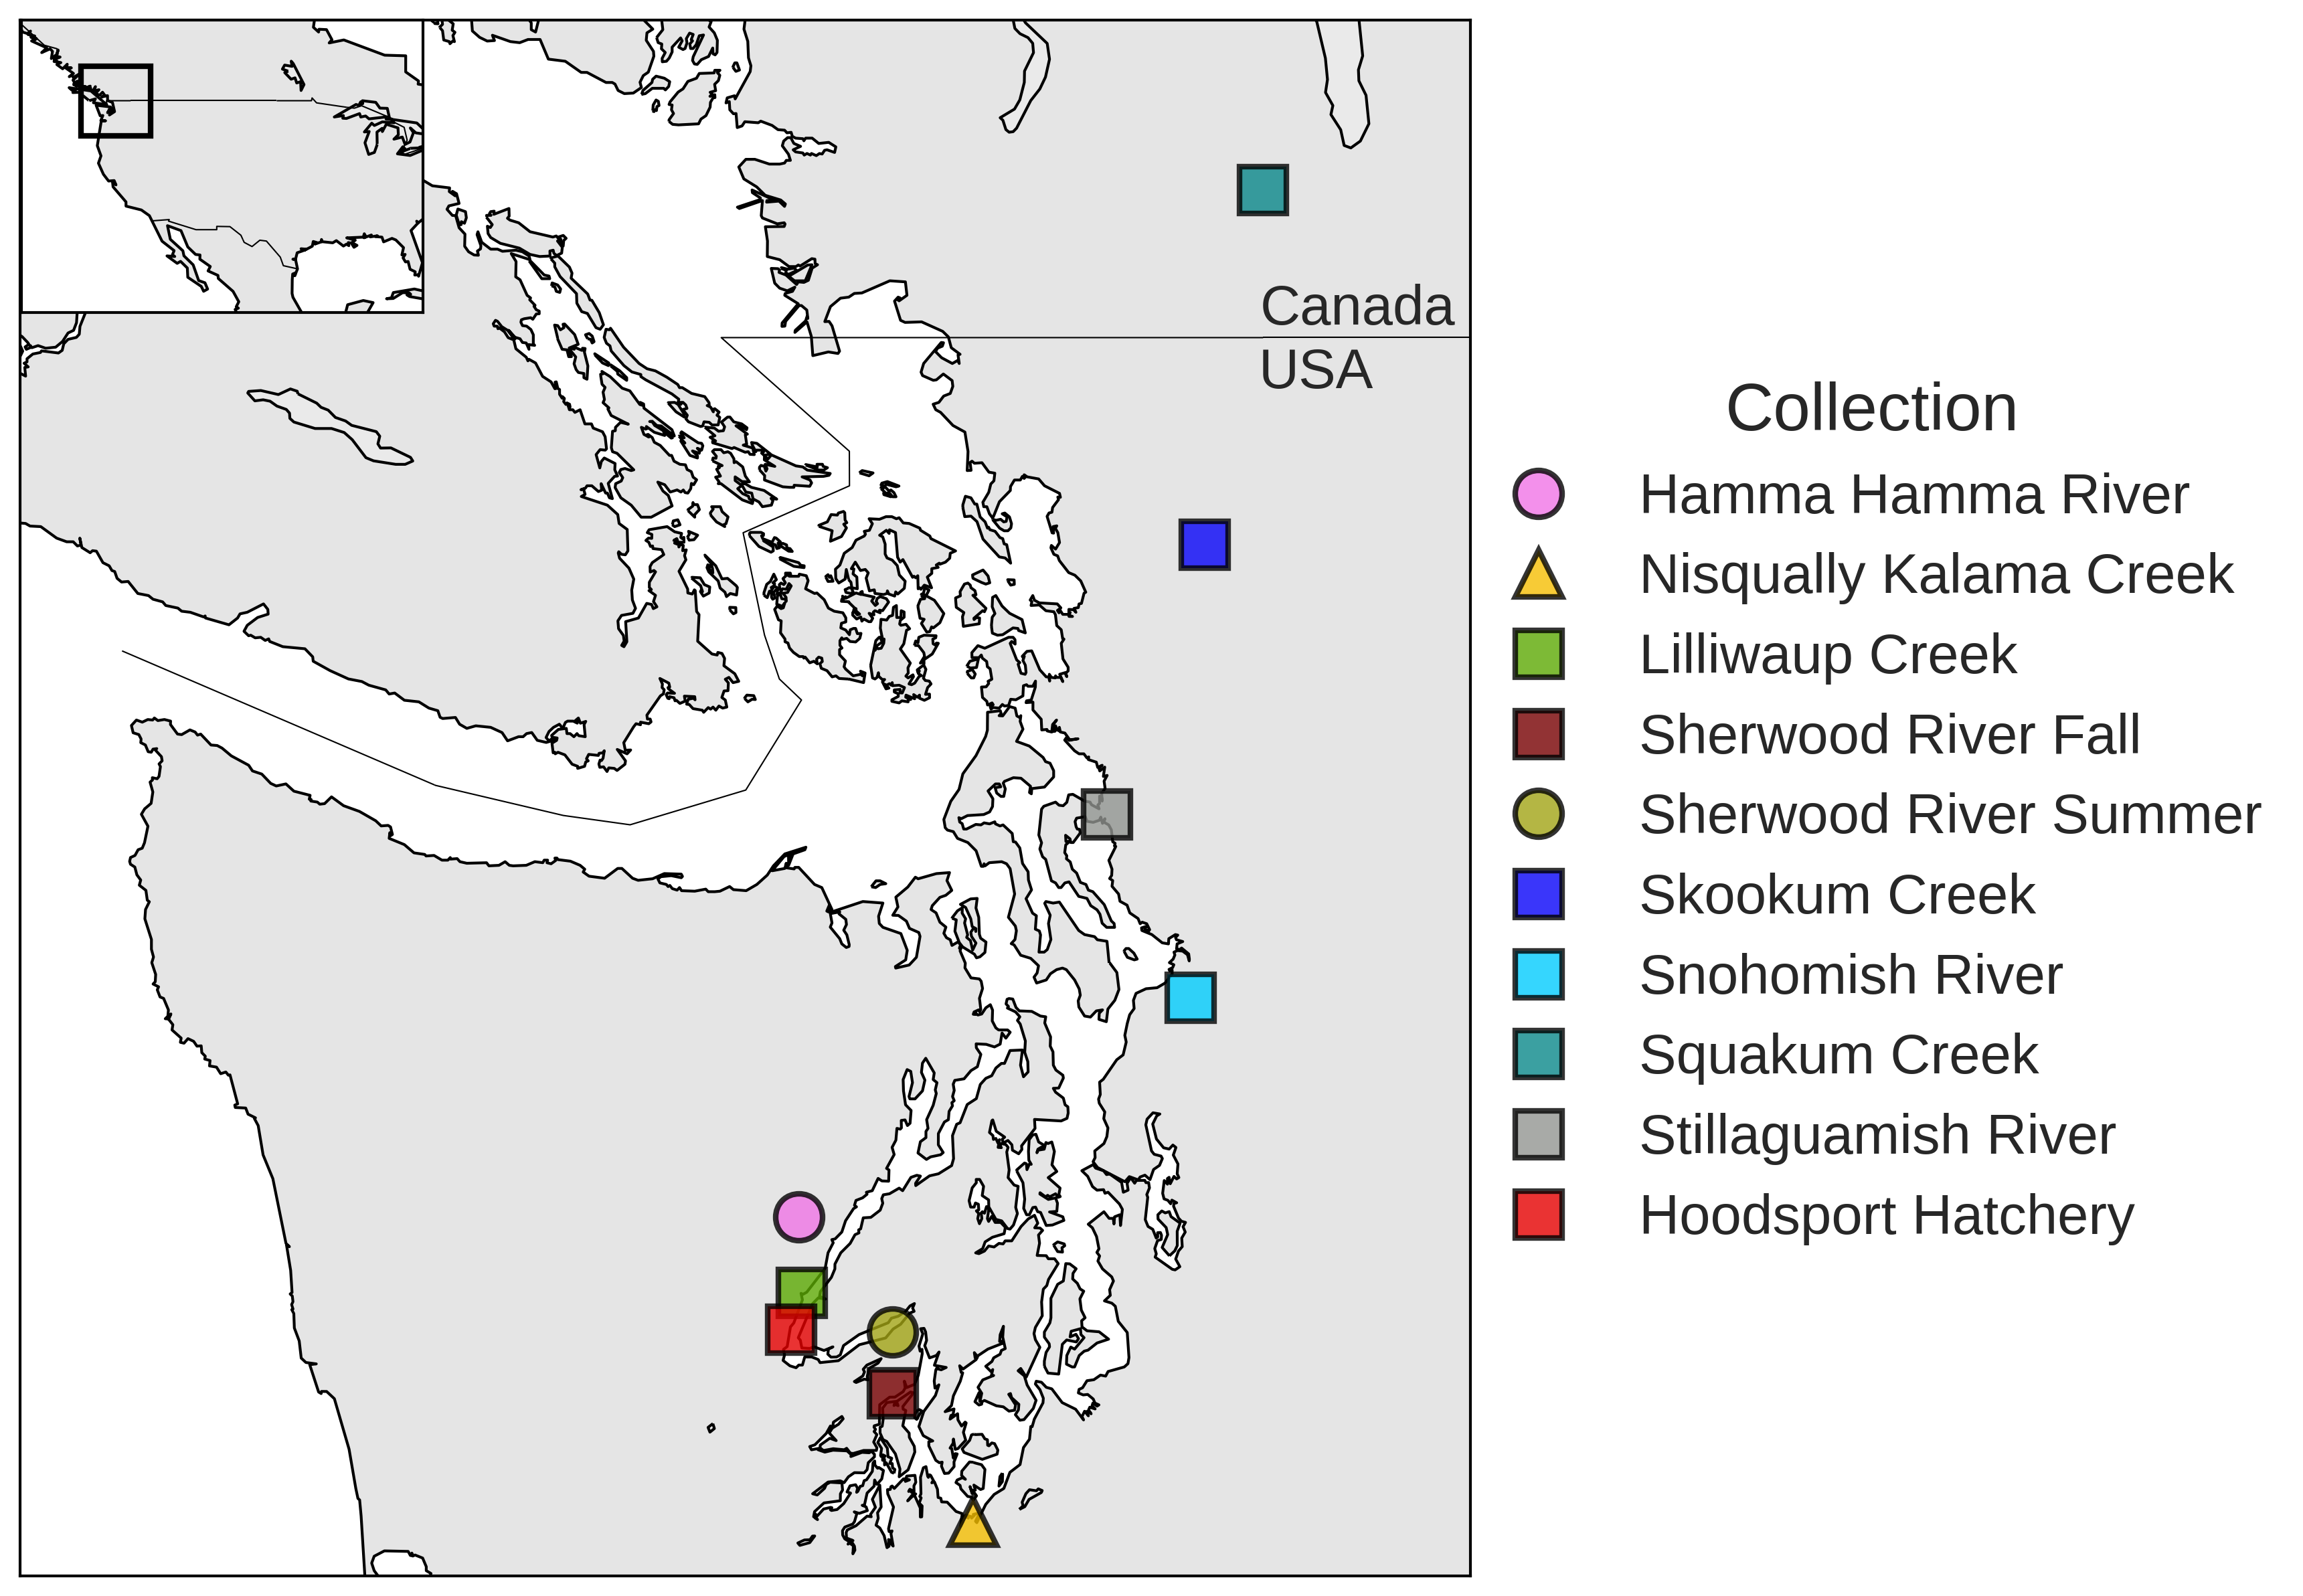 Canada
USA
Collection
Hamma Hamma River
Nisqually Kalama Creek
Lilliwaup Creek
Sherwood River Fall
Sherwood River Summer
Skookum Creek
Snohomish River
Squakum Creek
Stillaguamish River
Hoodsport Hatchery